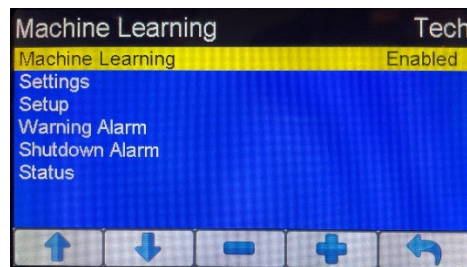 Machine Learning Tech
Machine Learning Enabled
Settings
Setup
Warning Alarm
Shutdown Alarm
Status